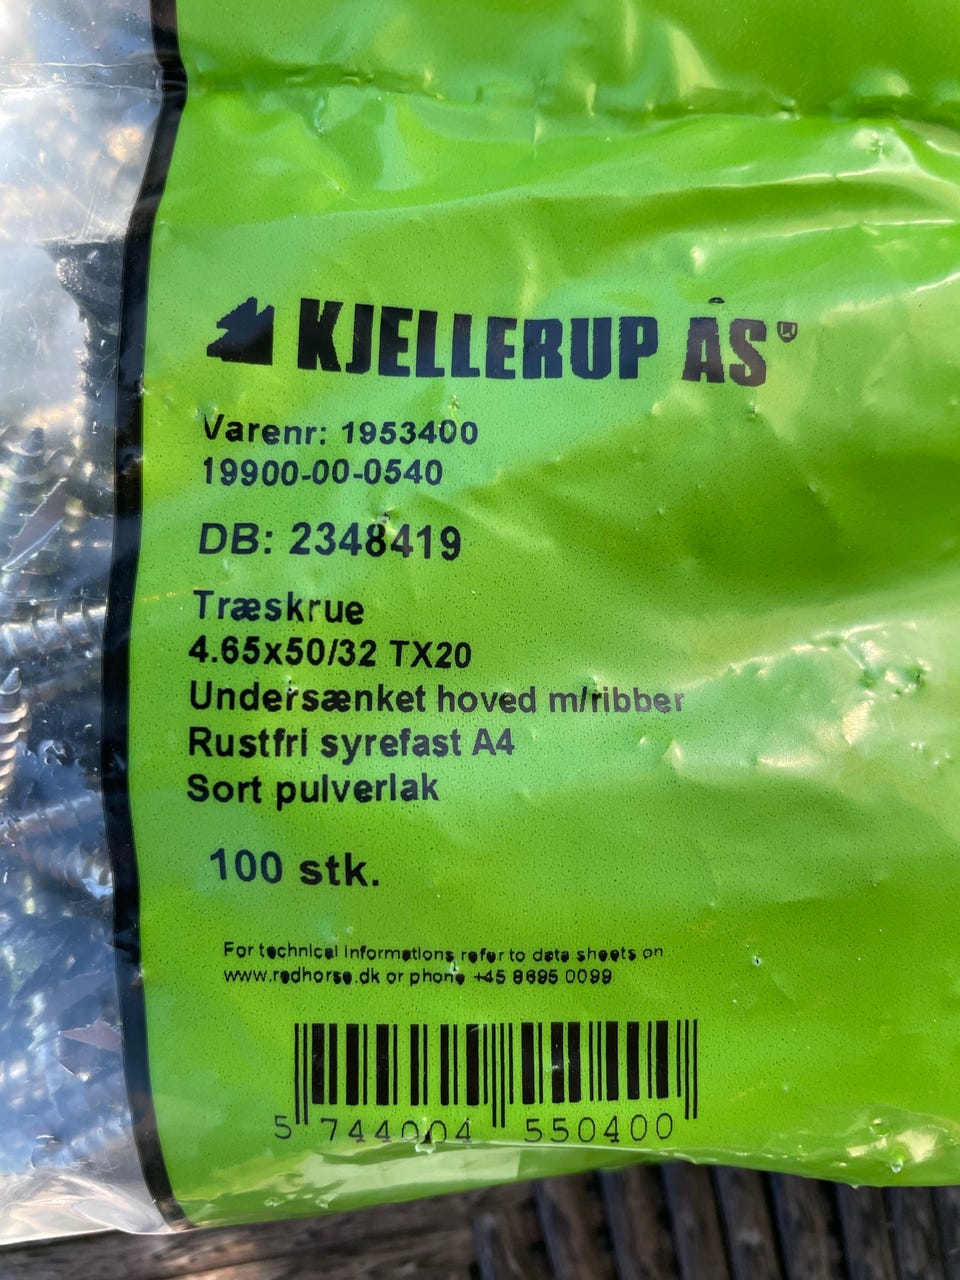 KJELLERUP AS
Varenr: 1953400
19900-00-0540
DB: 2348419
Træskrue
4.65x50/32 TX20
Undersænket hoved m/ribber
Rustfri syrefast A4
Sort pulverlak
100 stk.
For technical informations refer to data sheets on
www.redhorse.dk or phone +45 8695 0099
5 744004 550400